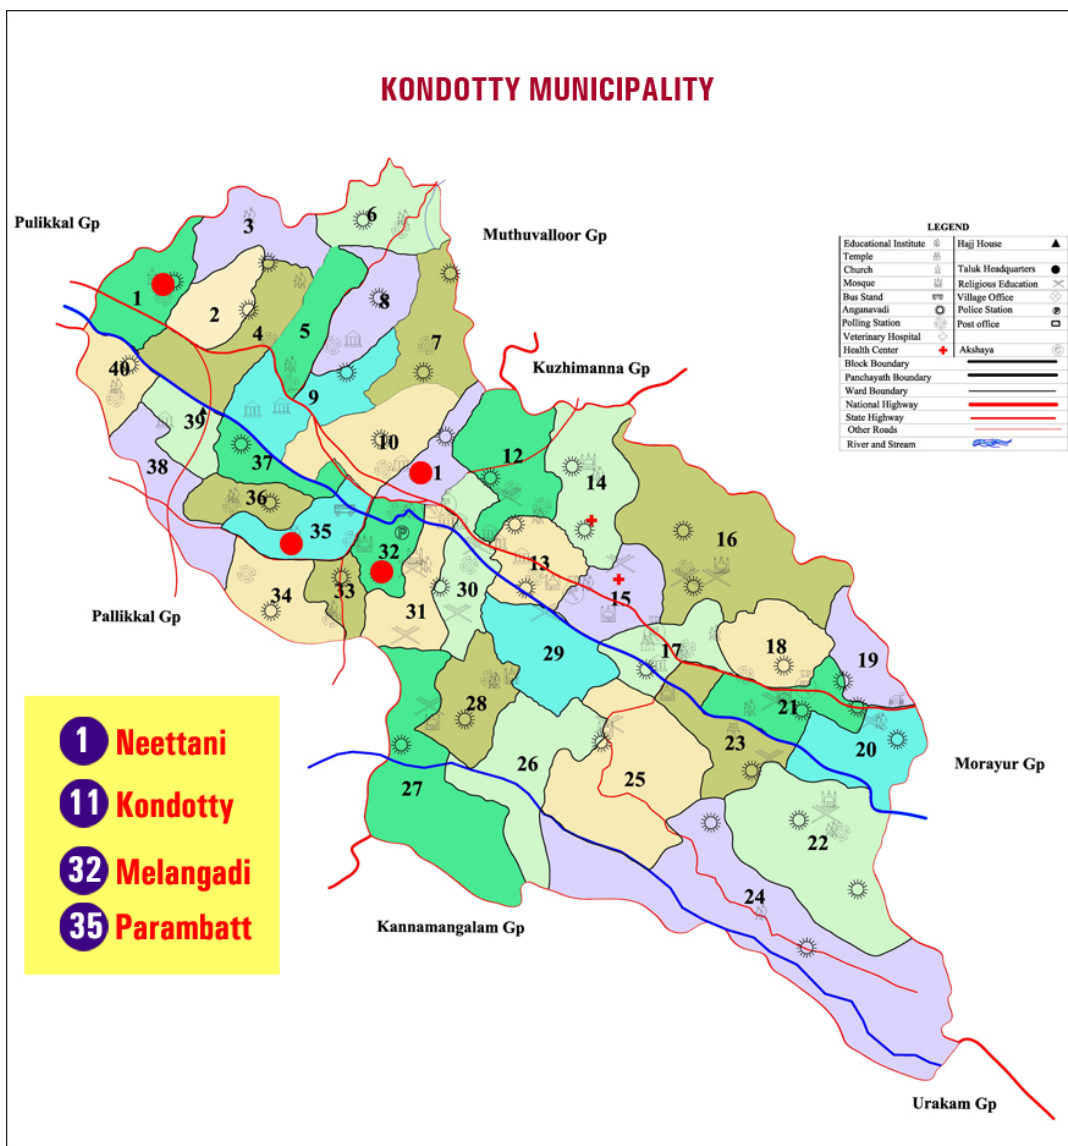 KONDOTTY MUNICIPALITY
Pulikkal Gp
Muthuvalloor Gp
Kuzhimanna Gp
Morayur Gp
Urakam Gp
Kannamangalam Gp
Pallikkal Gp
LEGEND
Educational Institute
Hajj House
Temple
Church
Taluk Headquarters
Mosque
Religious Education
Bus Stand
Village Office
Anganavadi
Police Station
Polling Station
Post office
Veterinary Hospital
Health Center
Akshaya
Block Boundary
Panchayath Boundary
Ward Boundary
National Highway
State Highway
Other Roads
River and Stream
6
3
1
2
8
4
5
7
40
9
39
10
12
38
37
1
14
36
35
32
16
13
34
33
31
30
15
29
17
18
19
28
21
23
20
26
25
27
22
24
P
1 Neettani
11 Kondotty
32 Melangadi
35 Parambatt